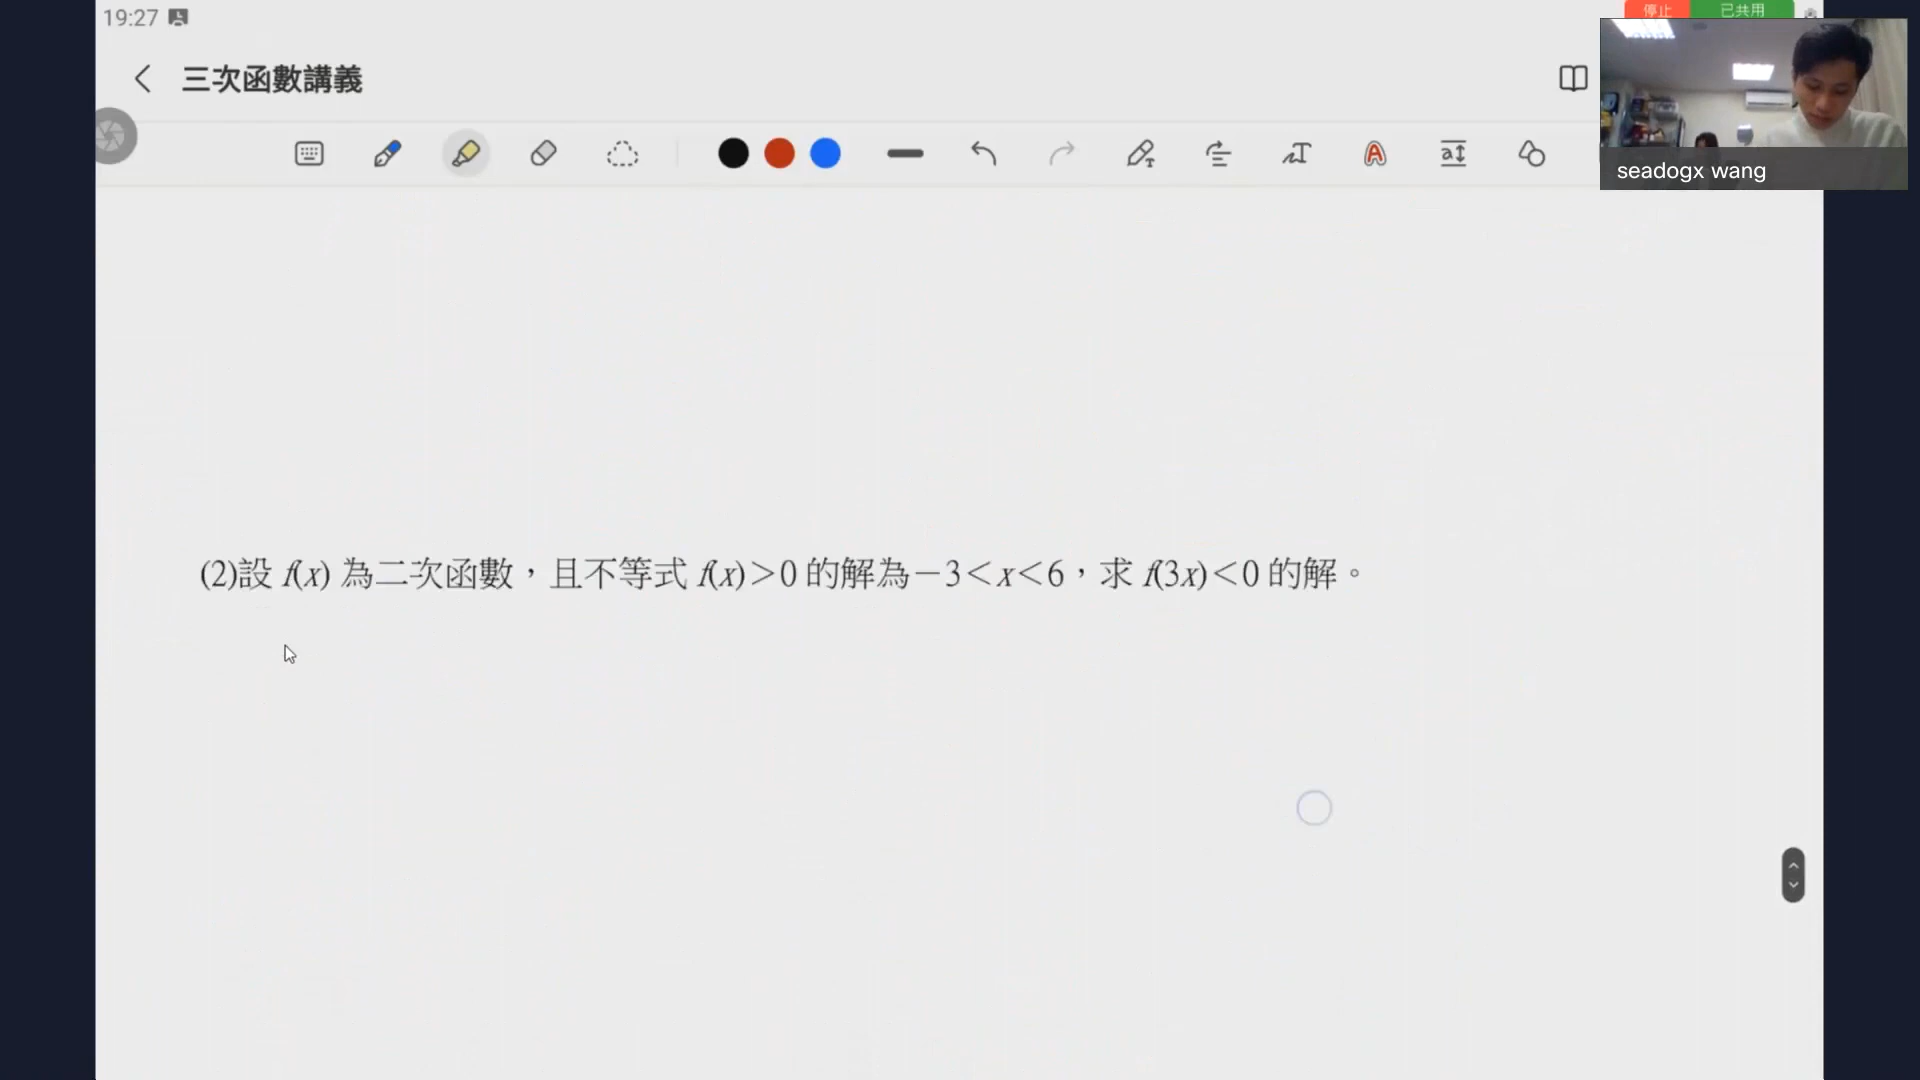 19:27
停止
已共用
三次函數講義
seadogx wang
(2)設 f(x) 為二次函數，且不等式 f(x)＞0 的解為－3＜x＜6，求 f(3x)＜0 的解。